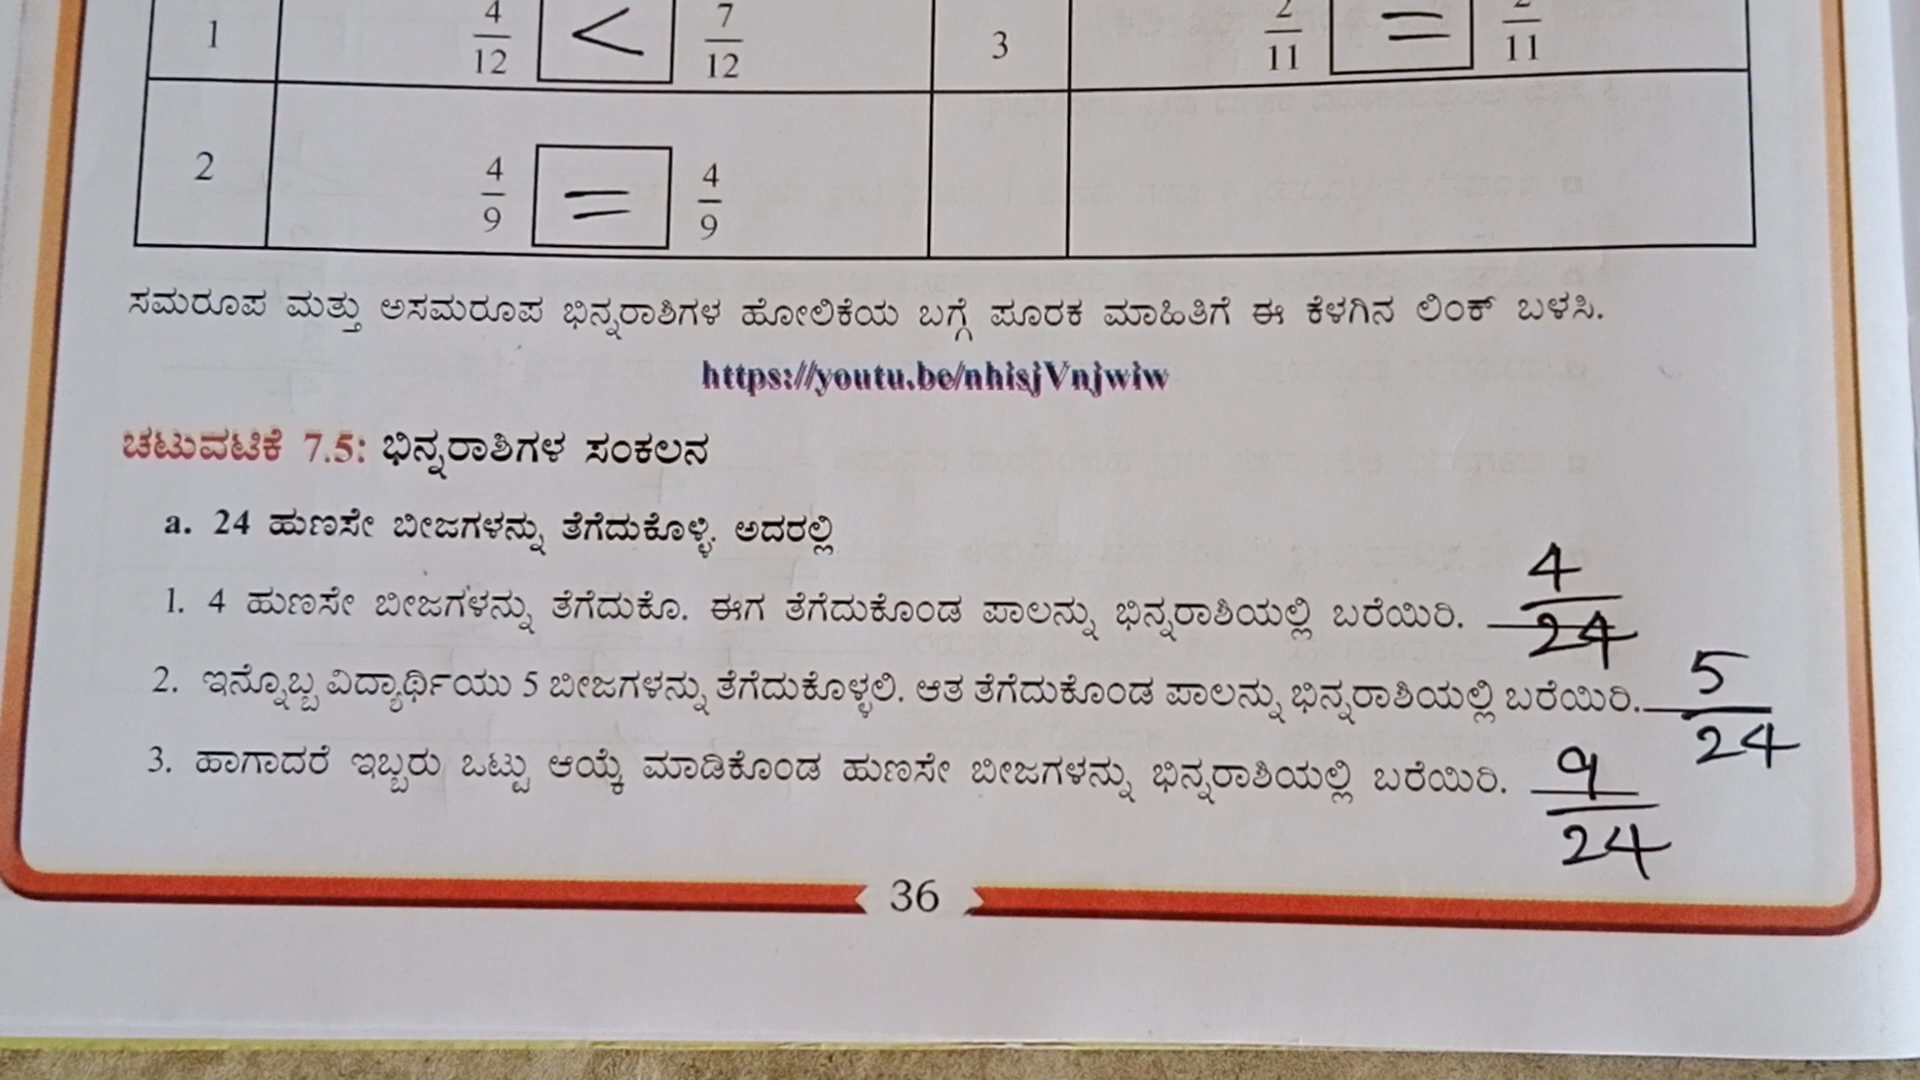 1 4/12 < 7/12 3 2/11 = 2/11
2 4/9 = 4/9
ಸಮರೂಪ ಮತ್ತು ಅಸಮರೂಪ ಭಿನ್ನರಾಶಿಗಳ ಹೋಲಿಕೆಯ ಬಗ್ಗೆ ಪೂರಕ ಮಾಹಿತಿಗೆ ಈ ಕೆಳಗಿನ ಲಿಂಕ್ ಬಳಸಿ.
https://youtu.be/nhisjVnjwiw
ಚಟುವಟಿಕೆ 7.5: ಭಿನ್ನರಾಶಿಗಳ ಸಂಕಲನ
a. 24 ಹುಣಸೇ ಬೀಜಗಳನ್ನು ತೆಗೆದುಕೊಳ್ಳಿ. ಅದರಲ್ಲಿ
1. 4 ಹುಣಸೇ ಬೀಜಗಳನ್ನು ತೆಗೆದುಕೊ. ಈಗ ತೆಗೆದುಕೊಂಡ ಪಾಲನ್ನು ಭಿನ್ನರಾಶಿಯಲ್ಲಿ ಬರೆಯಿರಿ. 4/24
2. ಇನ್ನೊಬ್ಬ ವಿದ್ಯಾರ್ಥಿಯು 5 ಬೀಜಗಳನ್ನು ತೆಗೆದುಕೊಳ್ಳಲಿ. ಆತ ತೆಗೆದುಕೊಂಡ ಪಾಲನ್ನು ಭಿನ್ನರಾಶಿಯಲ್ಲಿ ಬರೆಯಿರಿ. 5/24
3. ಹಾಗಾದರೆ ಇಬ್ಬರು ಒಟ್ಟು ಆಯ್ಕೆ ಮಾಡಿಕೊಂಡ ಹುಣಸೇ ಬೀಜಗಳನ್ನು ಭಿನ್ನರಾಶಿಯಲ್ಲಿ ಬರೆಯಿರಿ. 9/24
36